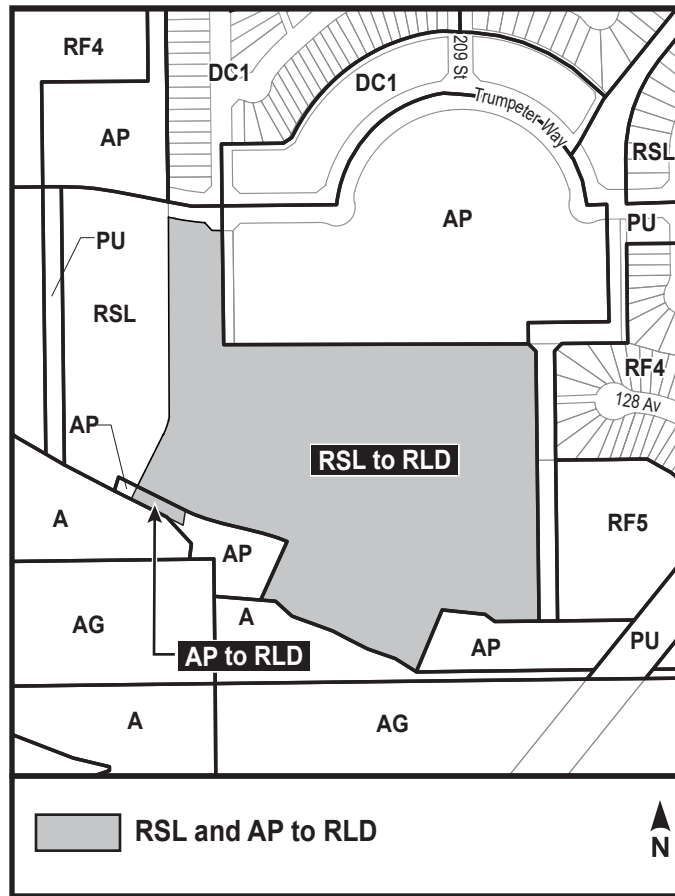 RF4
DC1
209 St
DC1
Trumpeter Way
AP
RSL
AP
PU
PU
RSL
RF4
128 Av
AP
RSL to RLD
A
RF5
AP
AG
A
AP
PU
AP to RLD
A
AG
RSL and AP to RLD
N